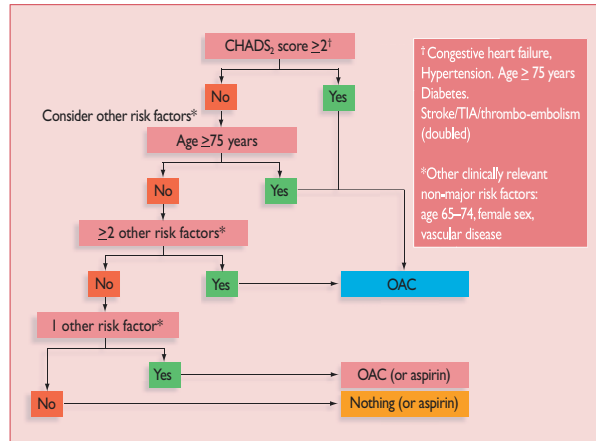 CHADS₂ score ≥2†
No
Yes
Consider other risk factors*
Age ≥75 years
No
Yes
≥2 other risk factors*
No
Yes
OAC
1 other risk factor*
Yes
OAC (or aspirin)
No
Nothing (or aspirin)
† Congestive heart failure,
Hypertension. Age ≥ 75 years
Diabetes.
Stroke/TIA/thrombo-embolism
(doubled)
*Other clinically relevant
non-major risk factors:
age 65–74, female sex,
vascular disease